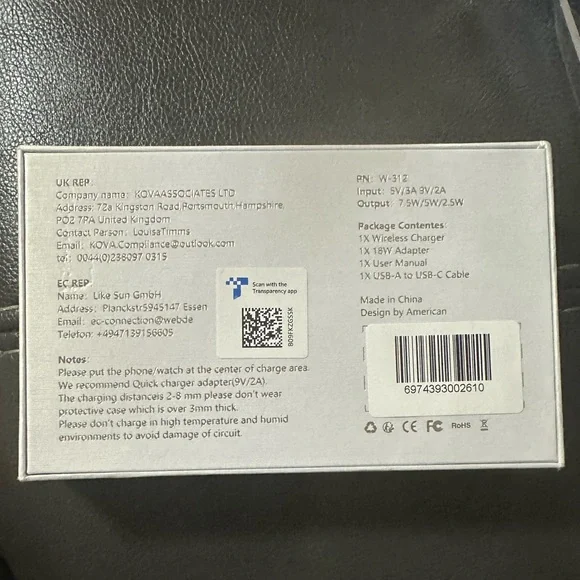 UK REP:
Company name: KOVAASSOCIATES LTD
Address: 72a Kingston Road,Portsmouth,Hampshire,
PO2 7PA United Kingdom
Contact Person: LouisaTimms
Email: KOVA.Compliance@outlook.com
tel: 0044(0)236097 0315
EC REP:
Name: Like Sun GmbH
Address: Planckstr5945147 Essen
Email: ec-connection@webde
Telefon: +4947139156605
Scan with the
Transparency app
B09FKZGSSK
Notes:
Please put the phone/watch at the center of charge area.
We recommend Quick charger adapter(9V/2A).
The charging distanceis 2-8 mm please don't wear
protective case which is over 3mm thick.
Please don't charge in high temperature and humid
environments to avoid damage of circuit.
PN: W-312
Input: 5V/3A 9V/2A
Output: 7.5W/5W/2.5W
Package Contentes:
1X Wireless Charger
1X 18W Adapter
1X User Manual
1X USB-A to USB-C Cable
Made in China
Design by American
6974393002610
CE FC RoHS